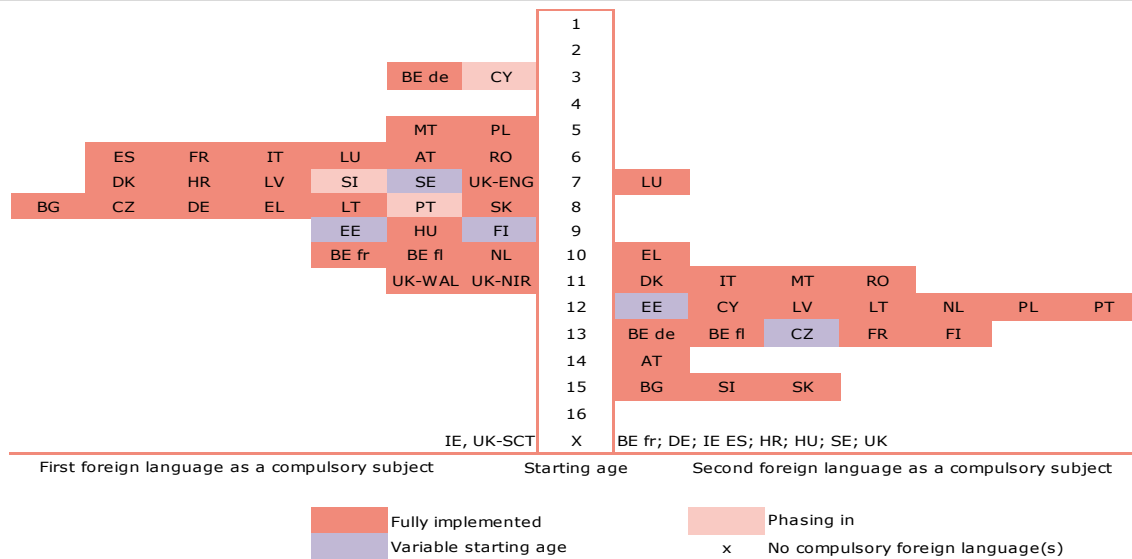 1
2
BE de CY 3
4
MT PL 5
ES FR IT LU AT RO 6
DK HR LV SI SE UK-ENG 7 LU
BG CZ DE EL LT PT SK 8
EE HU FI 9
BE fr BE fl NL 10 EL
UK-WAL UK-NIR 11 DK IT MT RO
12 EE CY LV LT NL PL PT
13 BE de BE fl CZ FR FI
14 AT
15 BG SI SK
16
IE, UK-SCT X BE fr; DE; IE ES; HR; HU; SE; UK
First foreign language as a compulsory subject Starting age Second foreign language as a compulsory subject
Fully implemented Phasing in
Variable starting age x No compulsory foreign language(s)